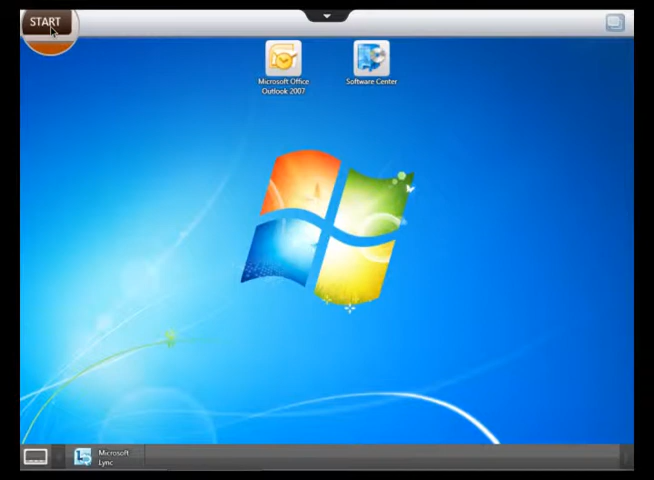 START
Microsoft Office
Outlook 2007
Software Center
Microsoft
Lync